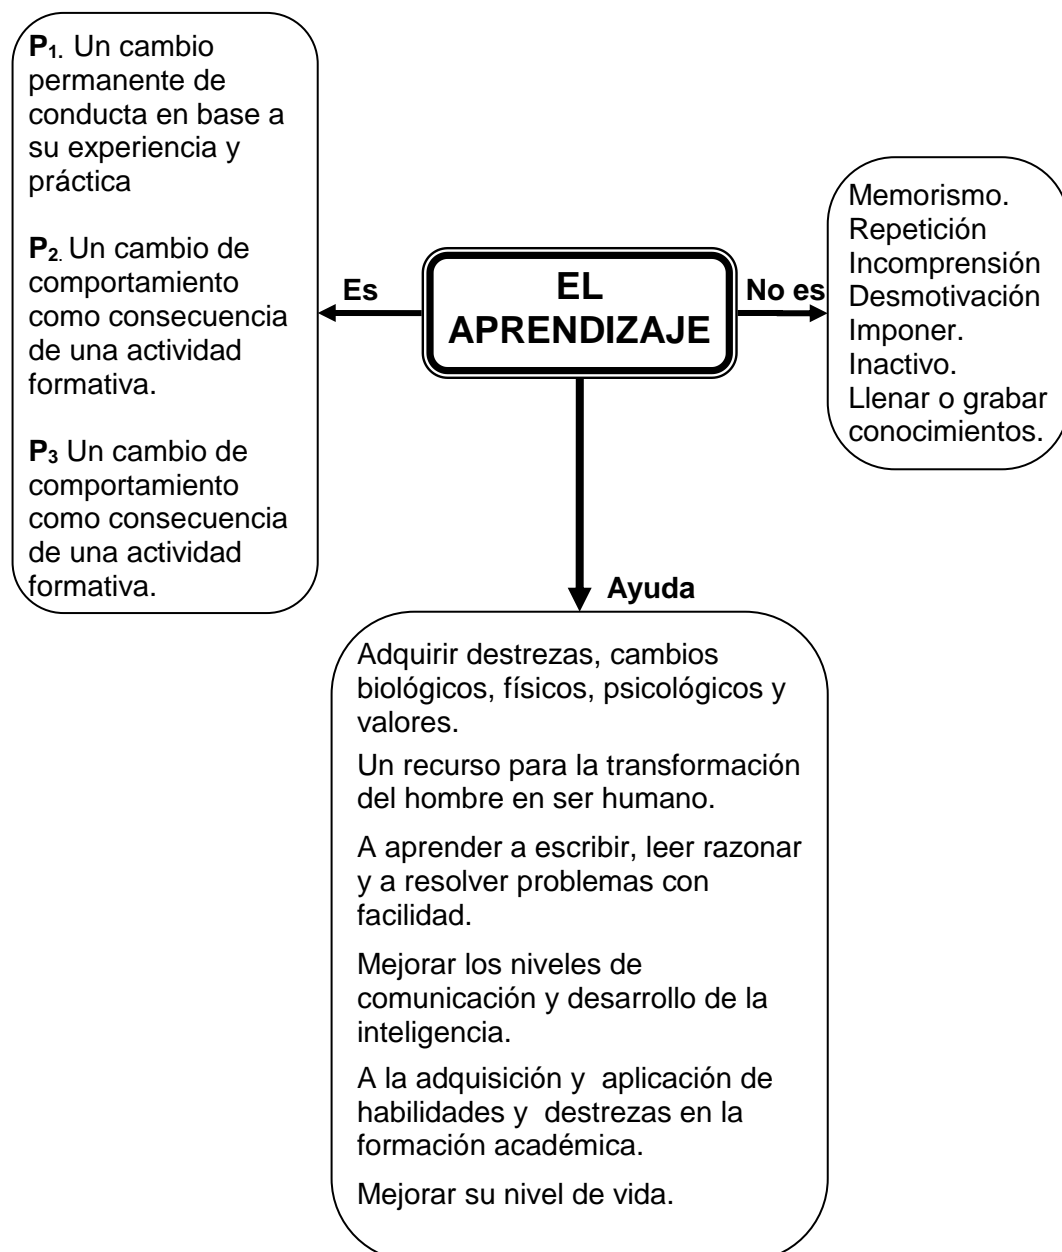 P1. Un cambio
permanente de
conducta en base a
su experiencia y
práctica
P2. Un cambio de
comportamiento
como consecuencia
de una actividad
formativa.
P3 Un cambio de
comportamiento
como consecuencia
de una actividad
formativa.
Es
EL
APRENDIZAJE
No es
Memorismo.
Repetición
Incomprensión
Desmotivación
Imponer.
Inactivo.
Llenar o grabar
conocimientos.
Ayuda
Adquirir destrezas, cambios
biológicos, físicos, psicológicos y
valores.
Un recurso para la transformación
del hombre en ser humano.
A aprender a escribir, leer razonar
y a resolver problemas con
facilidad.
Mejorar los niveles de
comunicación y desarrollo de la
inteligencia.
A la adquisición y  aplicación de
habilidades y  destrezas en la
formación académica.
Mejorar su nivel de vida.